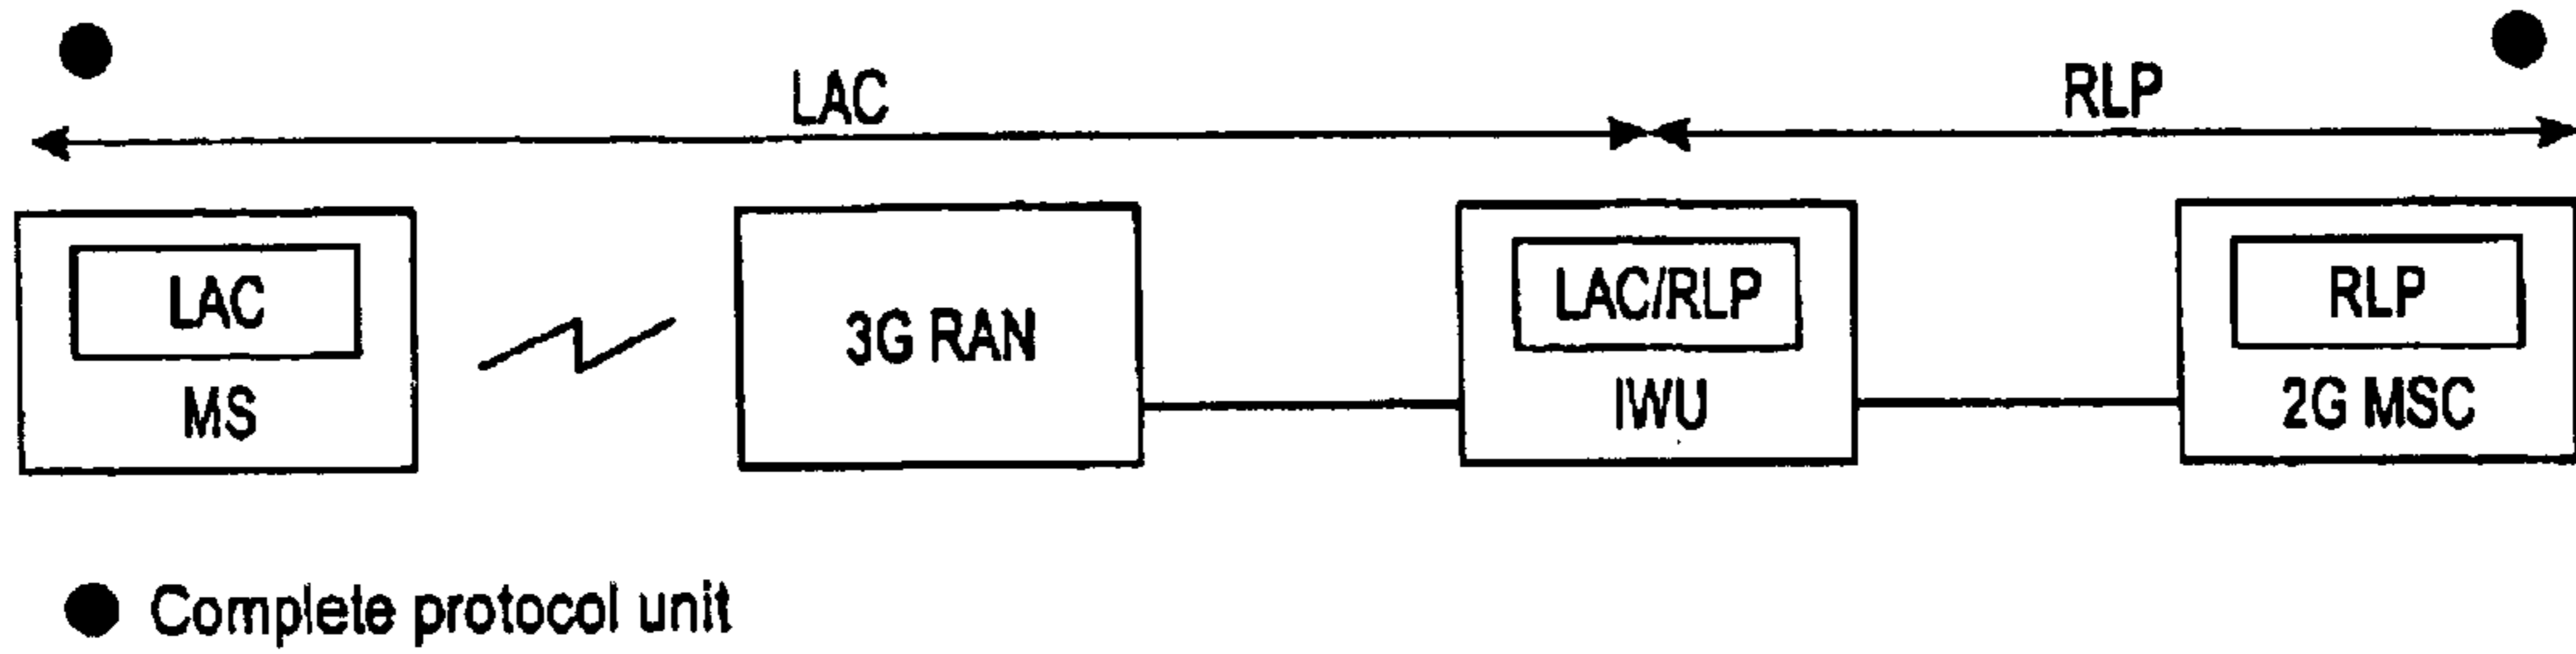 LAC
RLP
LAC
MS
3G RAN
LAC/RLP
IWU
RLP
2G MSC
Complete protocol unit